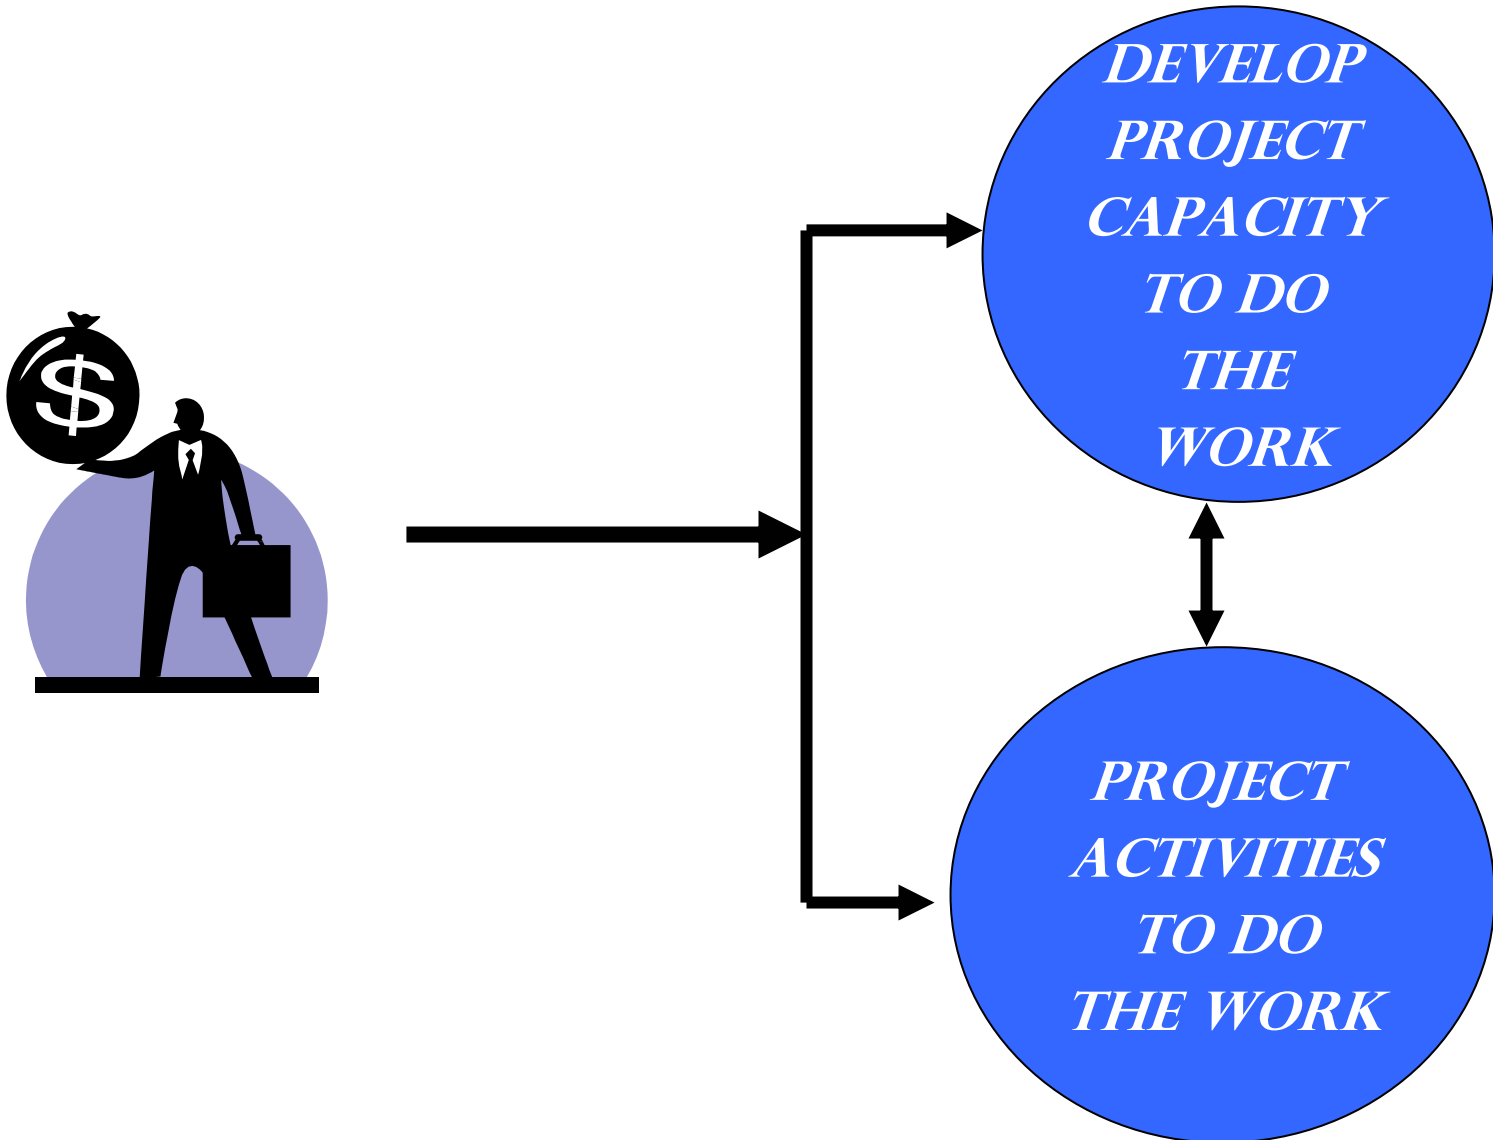 $
DEVELOP
PROJECT
CAPACITY
TO DO
THE
WORK
PROJECT
ACTIVITIES
TO DO
THE WORK